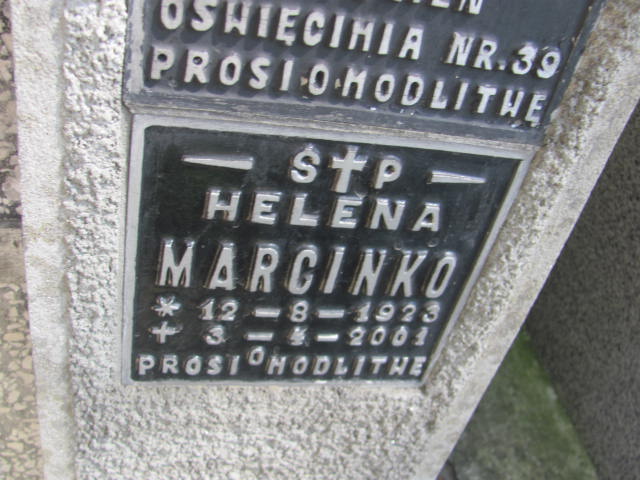 OŚWIĘCIMIA NR.39
PROSI O MODLITWĘ
– Ś ✝ P –
HELENA
MARCINKO
* 12 – 8 – 1923
+ 3 – 4 – 2001
PROSI O MODLITWĘ